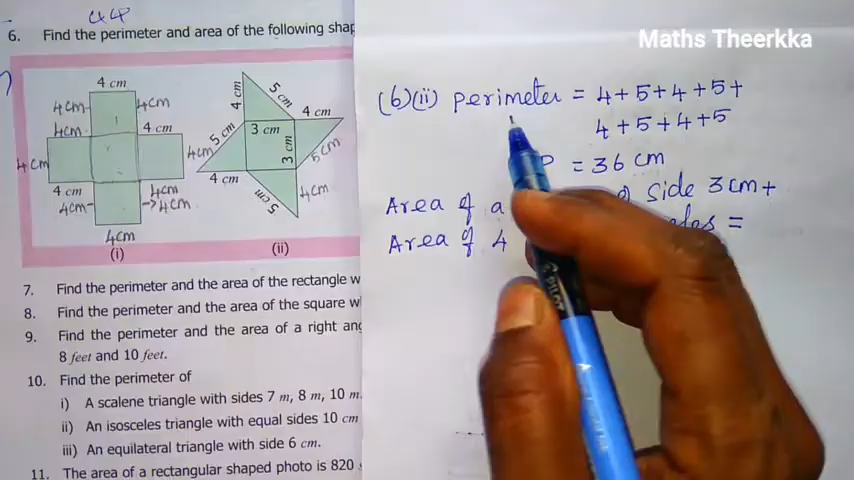 44
6. Find the perimeter and area of the following shap
4 cm
4cm
4cm
4cm
4 cm
4cm
4 cm
4cm
4cm
4cm
4cm
(i)
4 cm
5 cm
4 cm
3 cm
5 cm
3 cm
5cm
4cm
4 cm
5 cm
4cm
(ii)
7. Find the perimeter and the area of the rectangle w
8. Find the perimeter and the area of the square w
9. Find the perimeter and the area of a right ang
8 feet and 10 feet.
10. Find the perimeter of
i) A scalene triangle with sides 7 m, 8 m, 10 m.
ii) An isosceles triangle with equal sides 10 cm
iii) An equilateral triangle with side 6 cm.
11. The area of a rectangular shaped photo is 820
Maths Theerkka
(6)(ii) perimeter = 4+5+4+5+
4+5+4+5
P = 36 cm
Area of a side 3cm+
Area of 4 =